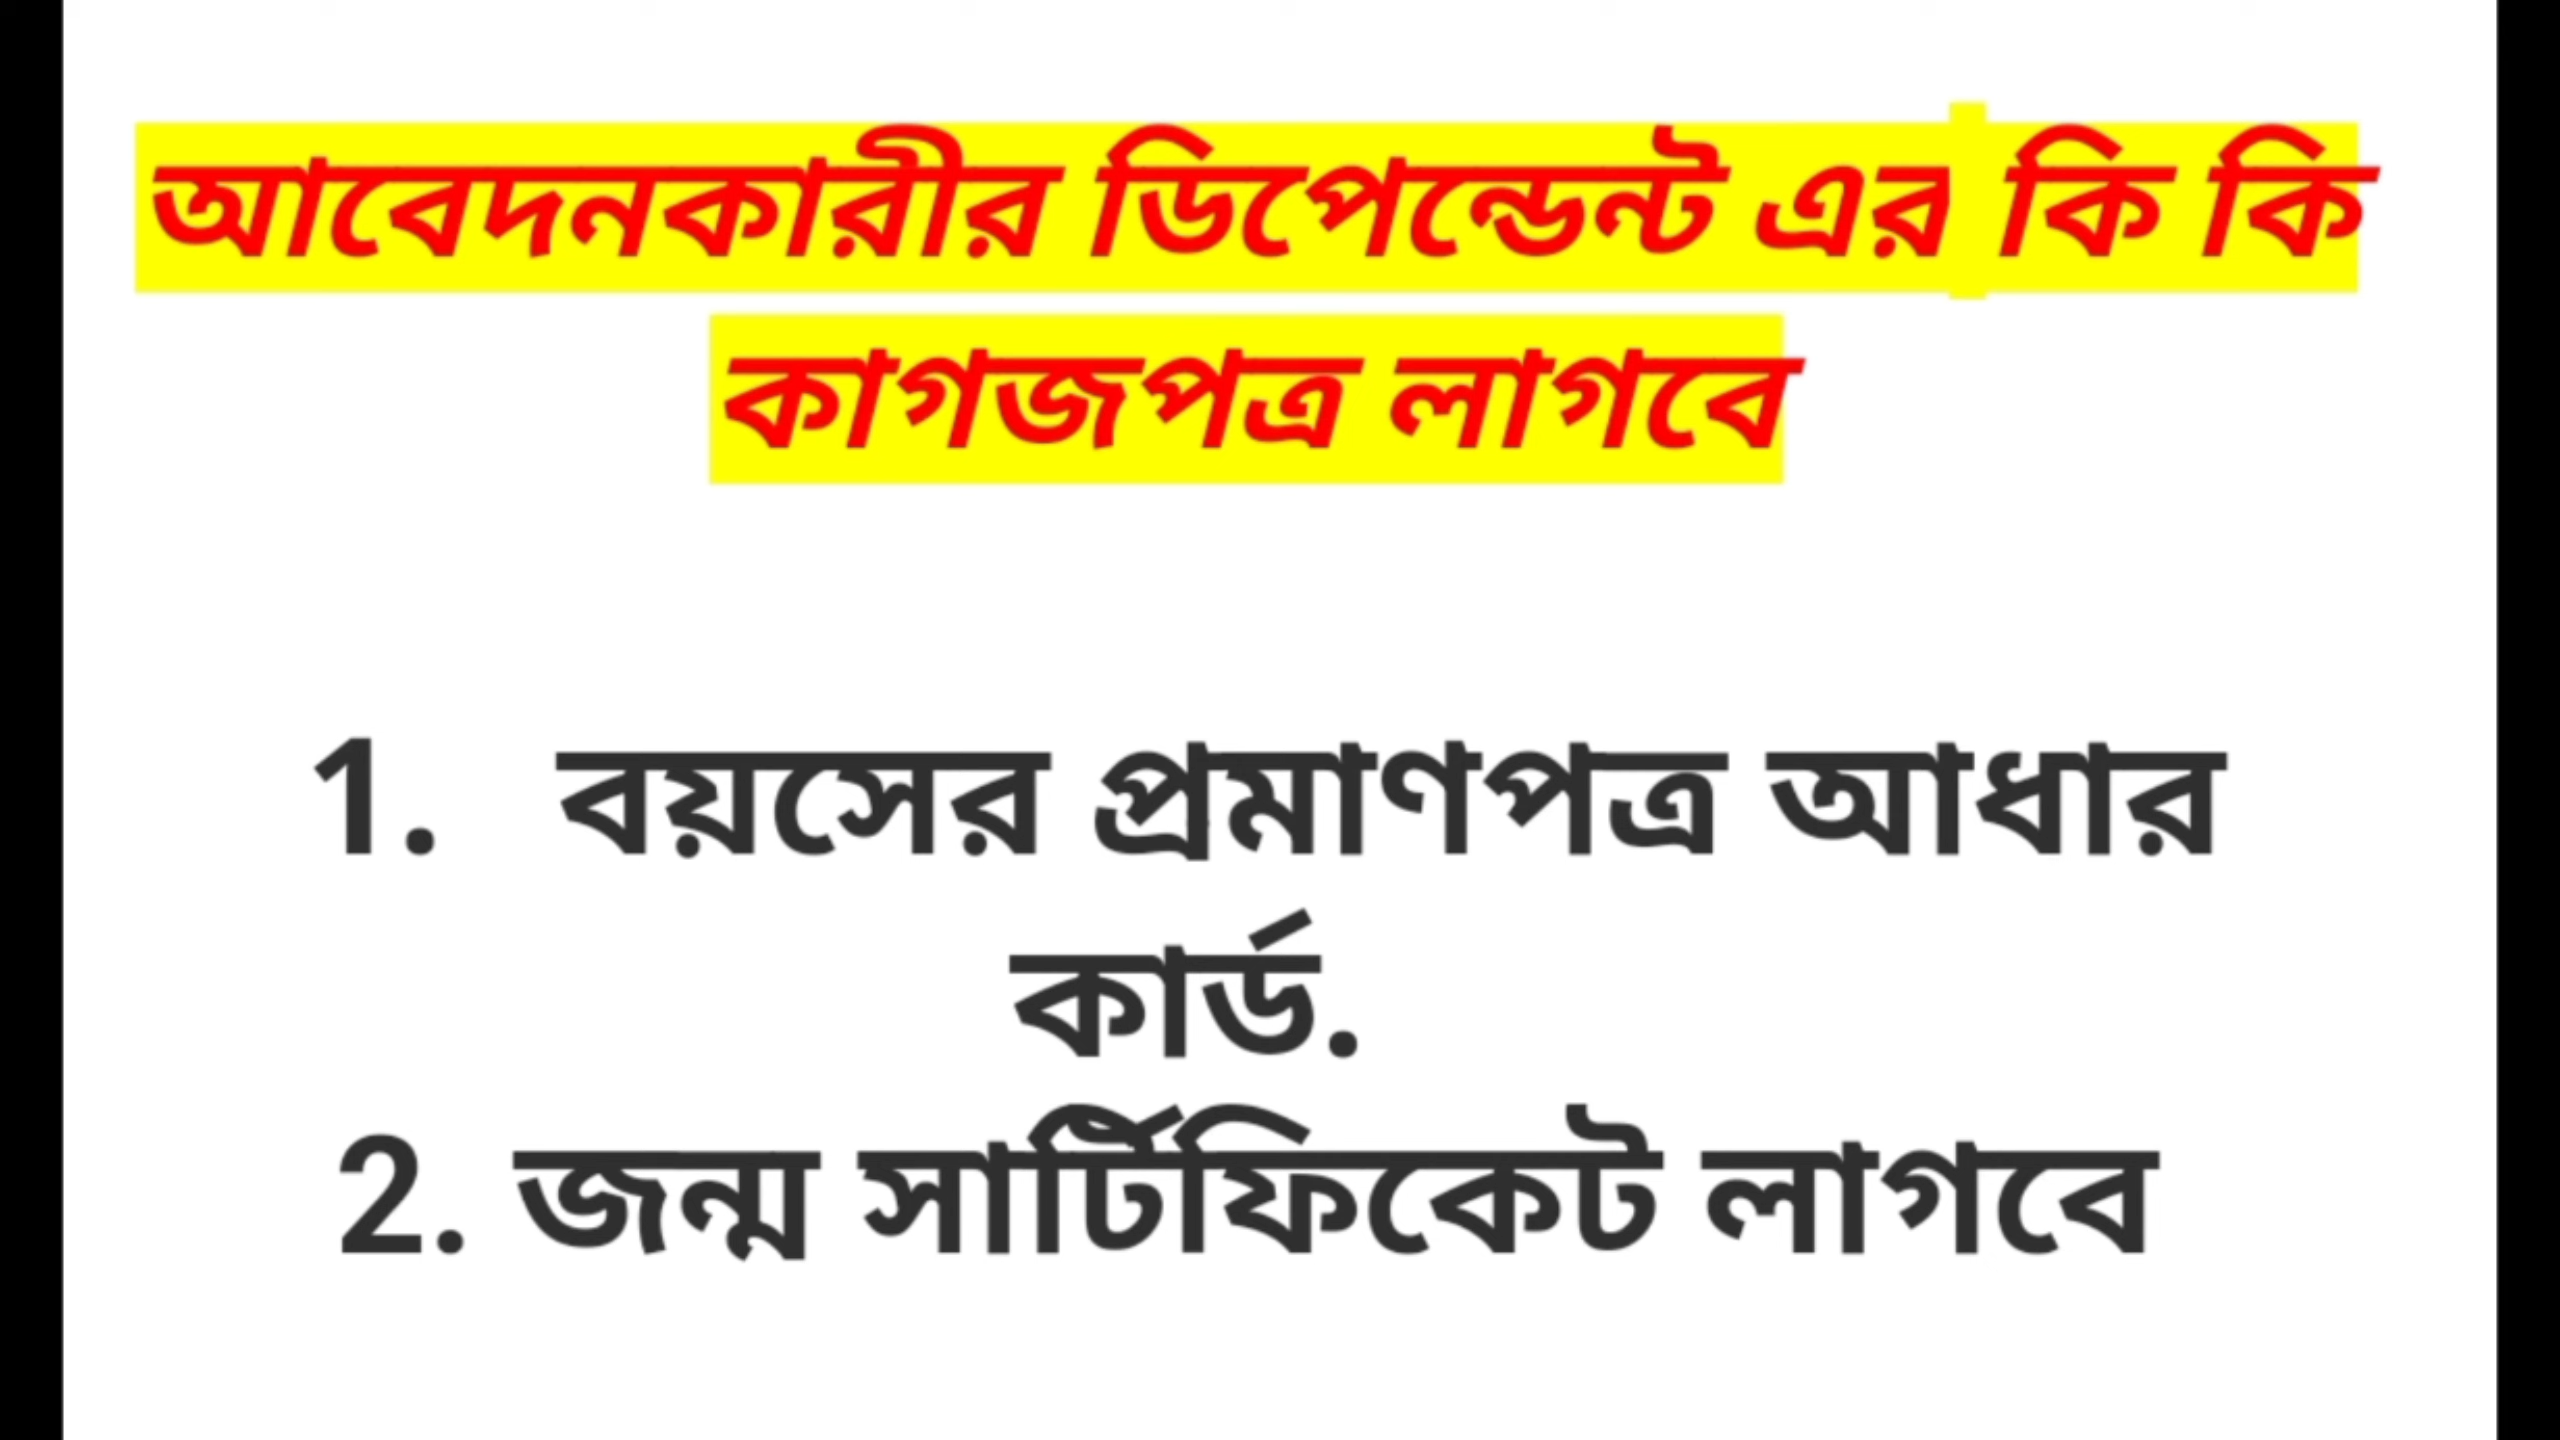 আবেদনকারীর ডিপেন্ডেন্ট এর কি কি
কাগজপত্র লাগবে
1. বয়সের প্রমাণপত্র আধার
কার্ড.
2. জন্ম সার্টিফিকেট লাগবে